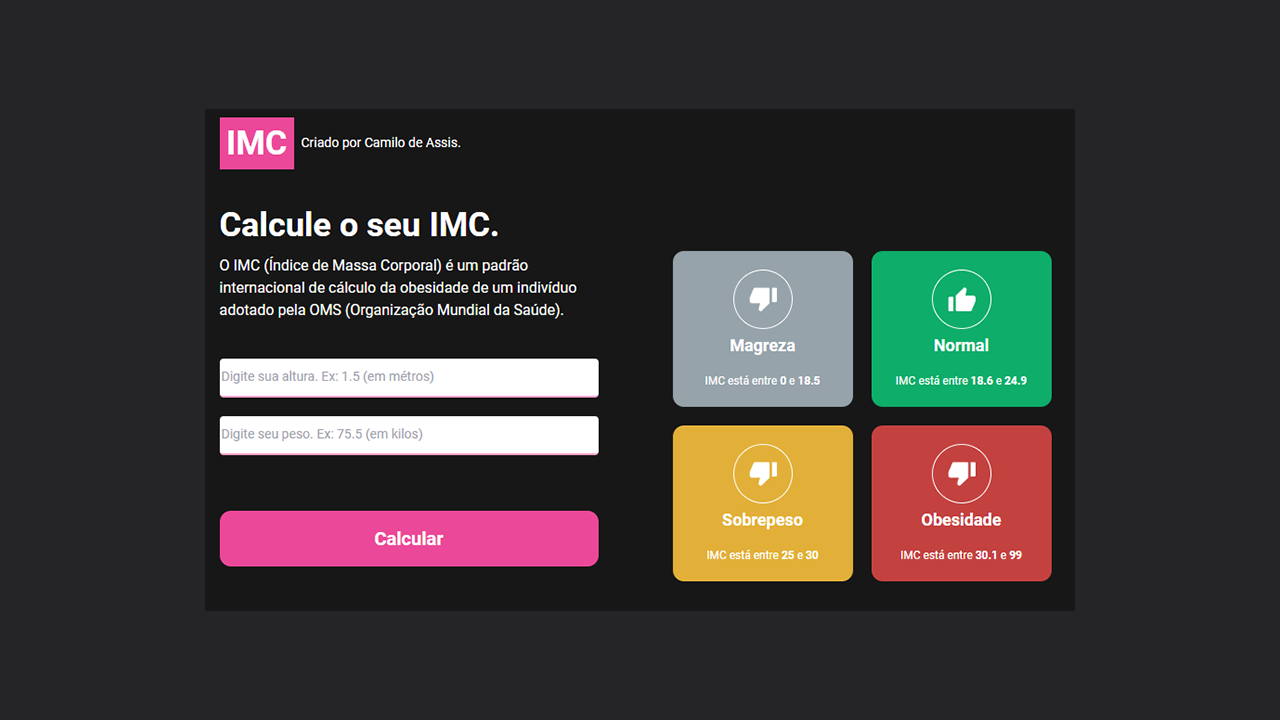 IMC
Criado por Camilo de Assis.
Calcule o seu IMC.
O IMC (Índice de Massa Corporal) é um padrão
internacional de cálculo da obesidade de um indivíduo
adotado pela OMS (Organização Mundial da Saúde).
Digite sua altura. Ex: 1.5 (em métros)
Digite seu peso. Ex: 75.5 (em kilos)
Calcular
Magreza
IMC está entre 0 e 18.5
Normal
IMC está entre 18.6 e 24.9
Sobrepeso
IMC está entre 25 e 30
Obesidade
IMC está entre 30.1 e 99